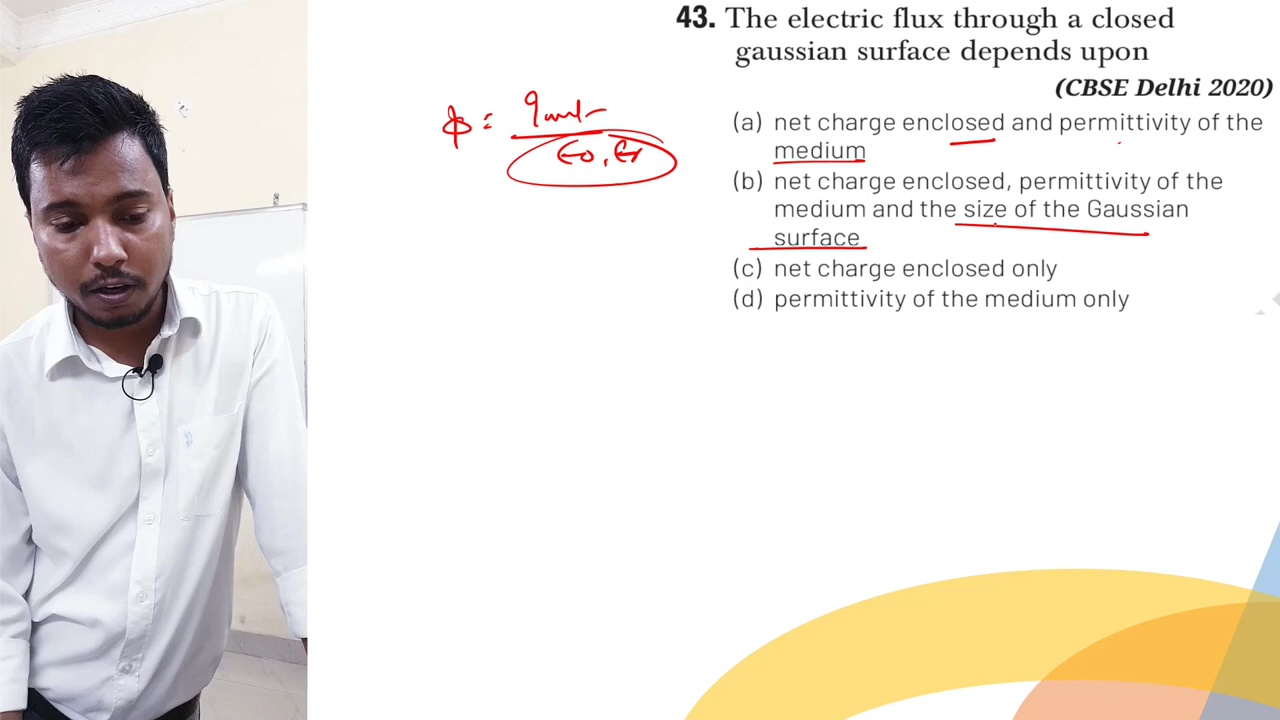 43. The electric flux through a closed
gaussian surface depends upon
(CBSE Delhi 2020)
(a) net charge enclosed and permittivity of the
medium
(b) net charge enclosed, permittivity of the
medium and the size of the Gaussian
surface
(c) net charge enclosed only
(d) permittivity of the medium only
ϕ =
ϵ0, ϵr